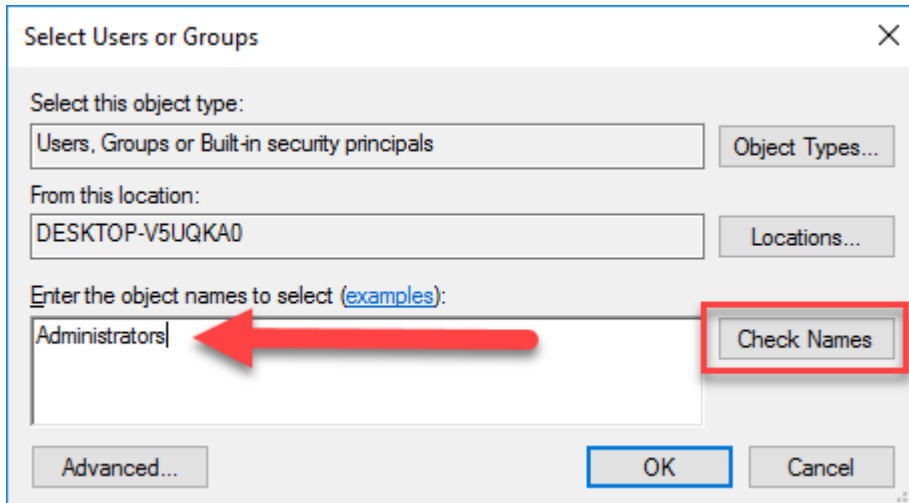 Select Users or Groups
Select this object type:
Users, Groups or Built-in security principals
Object Types...
From this location:
DESKTOP-V5UQKA0
Locations...
Enter the object names to select (examples):
Administrators
Check Names
Advanced...
OK
Cancel